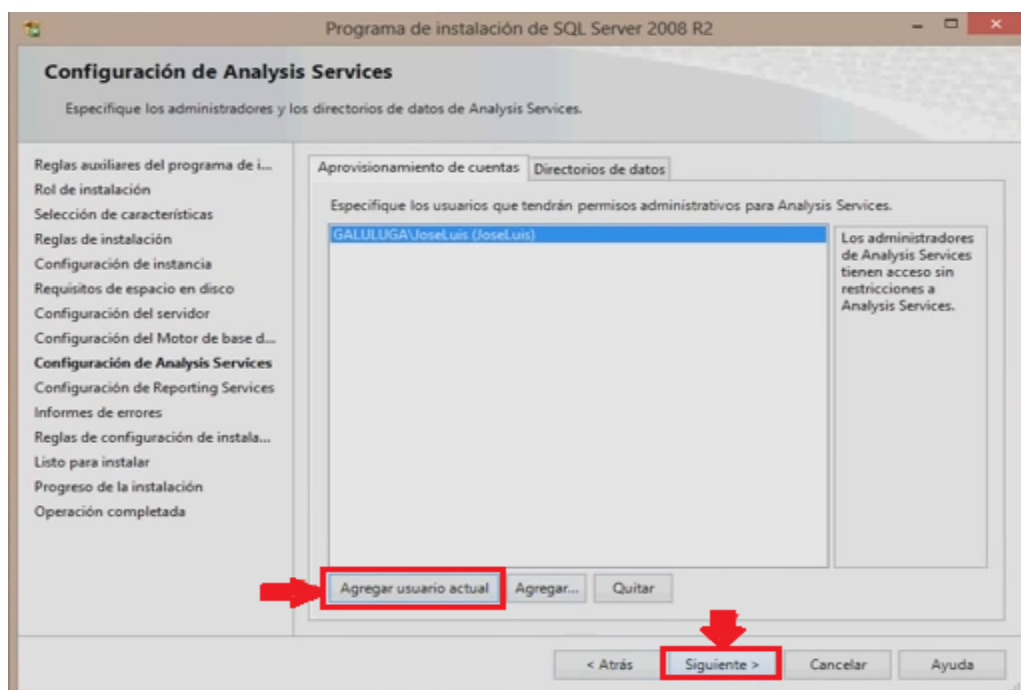 Programa de instalación de SQL Server 2008 R2
Configuración de Analysis Services
Especifique los administradores y los directorios de datos de Analysis Services.
Reglas auxiliares del programa de i...
Rol de instalación
Selección de características
Reglas de instalación
Configuración de instancia
Requisitos de espacio en disco
Configuración del servidor
Configuración del Motor de base d...
Configuración de Analysis Services
Configuración de Reporting Services
Informes de errores
Reglas de configuración de instala...
Listo para instalar
Progreso de la instalación
Operación completada
Aprovisionamiento de cuentas
Directorios de datos
Especifique los usuarios que tendrán permisos administrativos para Analysis Services.
GALULUGA\JoseLuis (JoseLuis)
Los administradores
de Analysis Services
tienen acceso sin
restricciones a
Analysis Services.
Agregar usuario actual
Agregar...
Quitar
< Atrás
Siguiente >
Cancelar
Ayuda